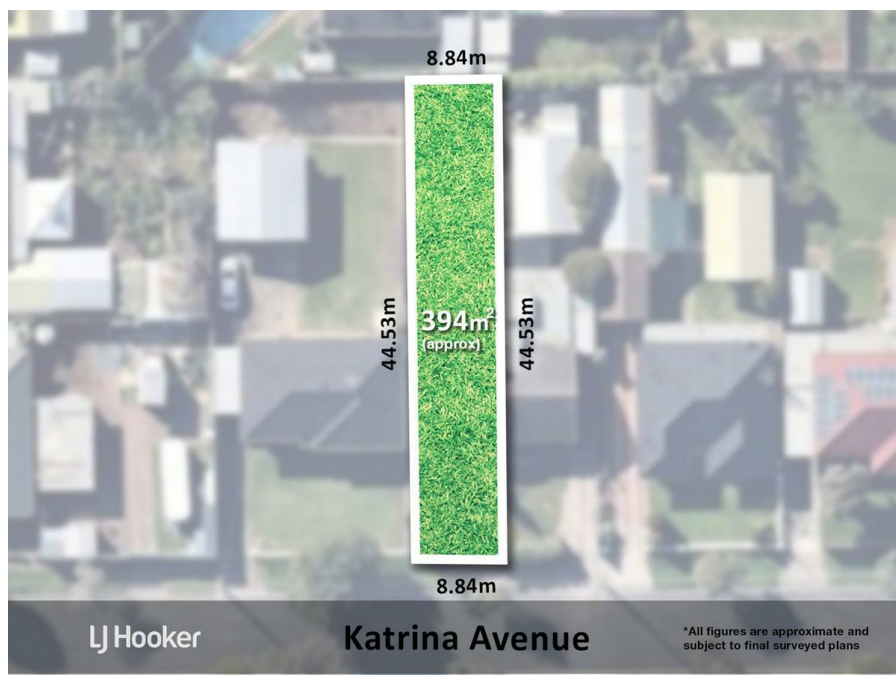 8.84m
394m²
(approx)
44.53m
44.53m
8.84m
LJ Hooker
Katrina Avenue
*All figures are approximate and
subject to final surveyed plans